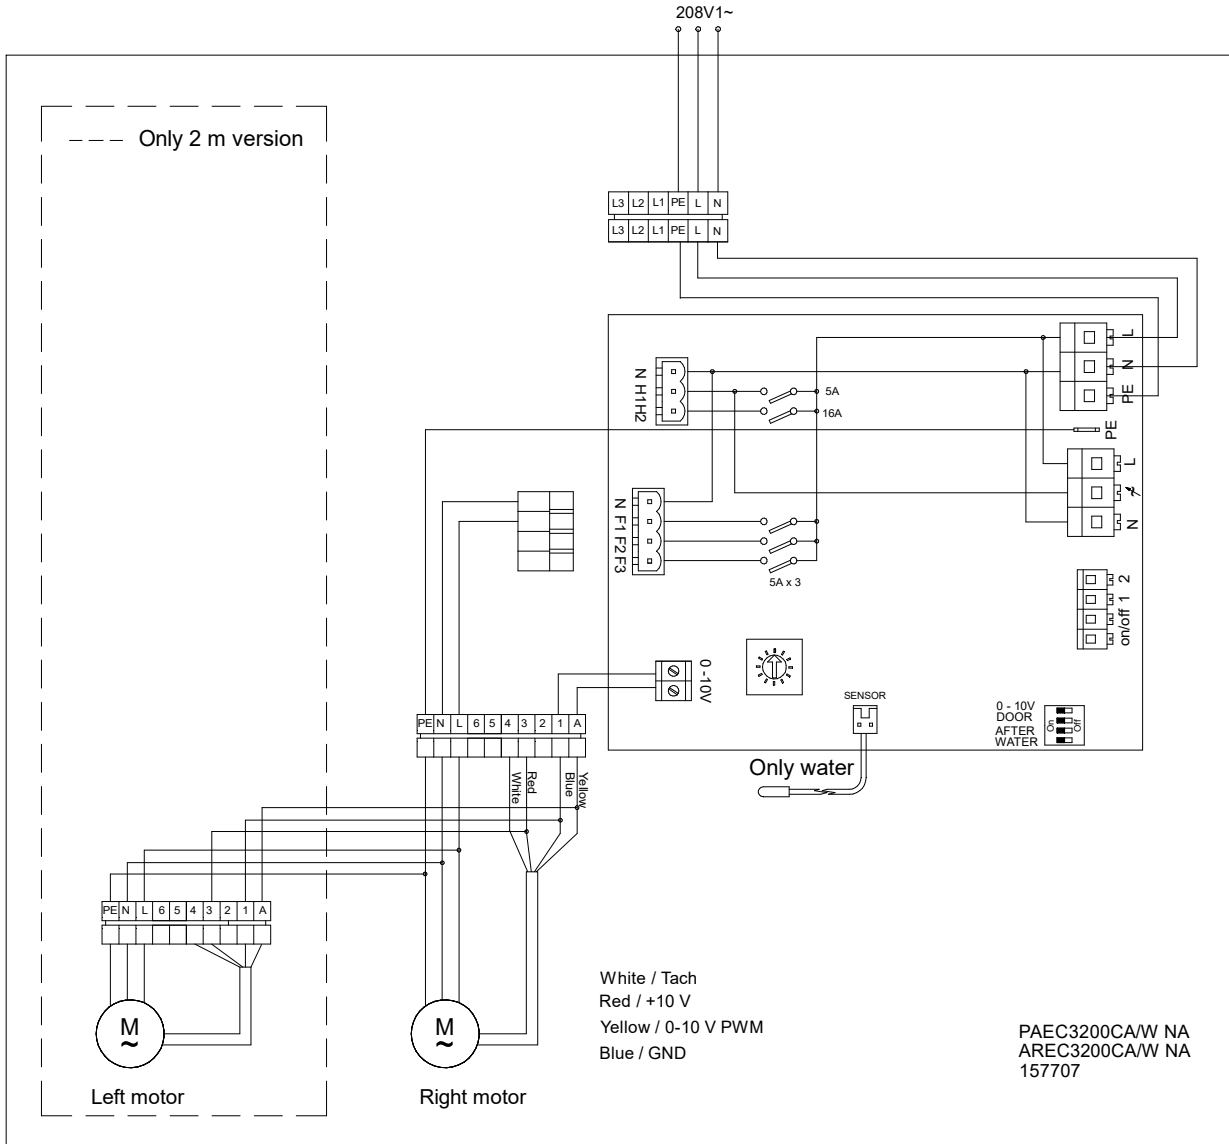 208V1~
Only 2 m version
L3 L2 L1 PE L N
L3 L2 L1 PE L N
L
N
PE
PE
N H1H2
5A
16A
L
N
N F1 F2 F3
5A x 3
on/off 1 2
0 -10V
SENSOR
0 - 10V
DOOR
AFTER
WATER
On
Off
Only water
PE N L 6 5 4 3 2 1 A
White
Red
Blue
Yellow
PE N L 6 5 4 3 2 1 A
M
~
M
~
Left motor
Right motor
White / Tach
Red / +10 V
Yellow / 0-10 V PWM
Blue / GND
PAEC3200CA/W NA
AREC3200CA/W NA
157707